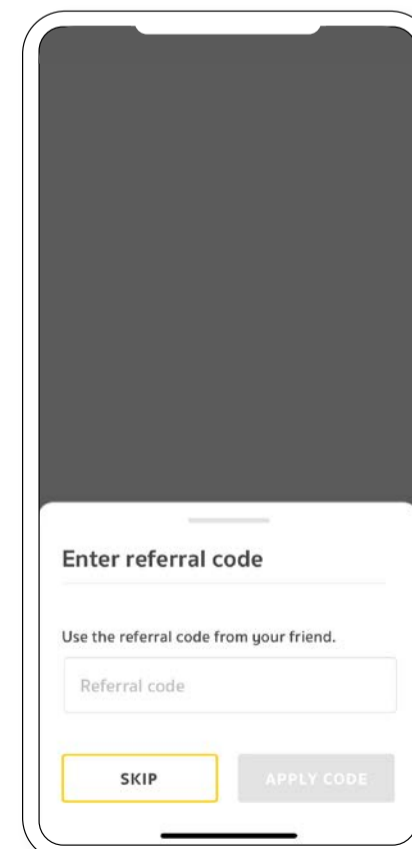 Enter referral code
Use the referral code from your friend.
Referral code
SKIP
APPLY CODE